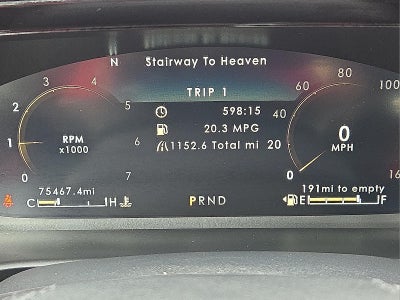 N Stairway To Heaven
TRIP 1
598:15
20.3 MPG
1152.6 Total mi
0 1 2 3 4 5 6 7
RPM
x1000
0 20 40 60 80 100 16
0
MPH
75467.4mi
C H
PRND
191mi to empty
E F